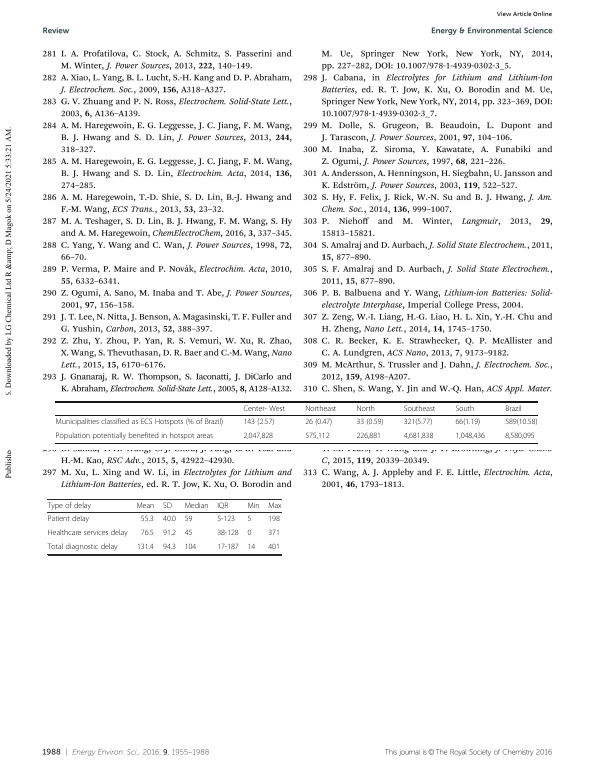 View Article Online
Review
Energy & Environmental Science
281 I. A. Profatilova, C. Stock, A. Schmitz, S. Passerini and
M. Winter, J. Power Sources, 2013, 222, 140–149.
282 A. Xiao, L. Yang, B. L. Lucht, S.-H. Kang and D. P. Abraham,
J. Electrochem. Soc., 2009, 156, A318–A327.
283 G. V. Zhuang and P. N. Ross, Electrochem. Solid-State Lett.,
2003, 6, A136–A139.
284 A. M. Haregewoin, E. G. Leggesse, J. C. Jiang, F. M. Wang,
B. J. Hwang and S. D. Lin, J. Power Sources, 2013, 244,
318–327.
285 A. M. Haregewoin, E. G. Leggesse, J. C. Jiang, F. M. Wang,
B. J. Hwang and S. D. Lin, Electrochim. Acta, 2014, 136,
274–285.
286 A. M. Haregewoin, T.-D. Shie, S. D. Lin, B.-J. Hwang and
F.-M. Wang, ECS Trans., 2013, 53, 23–32.
287 M. A. Teshager, S. D. Lin, B. J. Hwang, F. M. Wang, S. Hy
and A. M. Haregewoin, ChemElectroChem, 2016, 3, 337–345.
288 C. Yang, Y. Wang and C. Wan, J. Power Sources, 1998, 72,
66–70.
289 P. Verma, P. Maire and P. Novák, Electrochim. Acta, 2010,
55, 6332–6341.
290 Z. Ogumi, A. Sano, M. Inaba and T. Abe, J. Power Sources,
2001, 97, 156–158.
291 J. T. Lee, N. Nitta, J. Benson, A. Magasinski, T. F. Fuller and
G. Yushin, Carbon, 2013, 52, 388–397.
292 Z. Zhu, Y. Zhou, P. Yan, R. S. Vemuri, W. Xu, R. Zhao,
X. Wang, S. Thevuthasan, D. R. Baer and C.-M. Wang, Nano
Lett., 2015, 15, 6170–6176.
293 J. Gnanaraj, R. W. Thompson, S. Iaconatti, J. DiCarlo and
K. Abraham, Electrochem. Solid-State Lett., 2005, 8, A128–A132.
H.-M. Kao, RSC Adv., 2015, 5, 42922–42930.
297 M. Xu, L. Xing and W. Li, in Electrolytes for Lithium and
Lithium-Ion Batteries, ed. R. T. Jow, K. Xu, O. Borodin and
M. Ue, Springer New York, New York, NY, 2014,
pp. 227–282, DOI: 10.1007/978-1-4939-0302-3_5.
298 J. Cabana, in Electrolytes for Lithium and Lithium-Ion
Batteries, ed. R. T. Jow, K. Xu, O. Borodin and M. Ue,
Springer New York, New York, NY, 2014, pp. 323–369, DOI:
10.1007/978-1-4939-0302-3_7.
299 M. Dolle, S. Grugeon, B. Beaudoin, L. Dupont and
J. Tarascon, J. Power Sources, 2001, 97, 104–106.
300 M. Inaba, Z. Siroma, Y. Kawatate, A. Funabiki and
Z. Ogumi, J. Power Sources, 1997, 68, 221–226.
301 A. Andersson, A. Henningson, H. Siegbahn, U. Jansson and
K. Edström, J. Power Sources, 2003, 119, 522–527.
302 S. Hy, F. Felix, J. Rick, W.-N. Su and B. J. Hwang, J. Am.
Chem. Soc., 2014, 136, 999–1007.
303 P. Niehoff and M. Winter, Langmuir, 2013, 29,
15813–15821.
304 S. Amalraj and D. Aurbach, J. Solid State Electrochem., 2011,
15, 877–890.
305 S. F. Amalraj and D. Aurbach, J. Solid State Electrochem.,
2011, 15, 877–890.
306 P. B. Balbuena and Y. Wang, Lithium-ion Batteries: Solid-
electrolyte Interphase, Imperial College Press, 2004.
307 Z. Zeng, W.-I. Liang, H.-G. Liao, H. L. Xin, Y.-H. Chu and
H. Zheng, Nano Lett., 2014, 14, 1745–1750.
308 C. R. Becker, K. E. Strawhecker, Q. P. McAllister and
C. A. Lundgren, ACS Nano, 2013, 7, 9173–9182.
309 M. McArthur, S. Trussler and J. Dahn, J. Electrochem. Soc.,
2012, 159, A198–A207.
310 C. Shen, S. Wang, Y. Jin and W.-Q. Han, ACS Appl. Mater.
C, 2015, 119, 20339–20349.
313 C. Wang, A. J. Appleby and F. E. Little, Electrochim. Acta,
2001, 46, 1793–1813.
Center- West Northeast North Southeast South Brazil
Municipalities classified as ECS Hotspots (% of Brazil) 143 (2.57) 26 (0.47) 33 (0.59) 321(5.77) 66(1.19) 589(10.58)
Population potentially benefited in hotspot areas 2,047,828 575,112 226,881 4,681,838 1,048,436 8,580,095
Type of delay Mean SD Median IQR Min Max
Patient delay 55.3 40.0 59 5-123 5 198
Healthcare services delay 76.5 91.2 45 38-128 0 371
Total diagnostic delay 131.4 94.3 104 17-187 14 401
S. Downloaded by LG Chemical Ltd R &amp; D Magok on 5/24/2021 5:33:21 AM.
Publishe
1988 | Energy Environ. Sci., 2016, 9, 1955–1988
This journal is © The Royal Society of Chemistry 2016